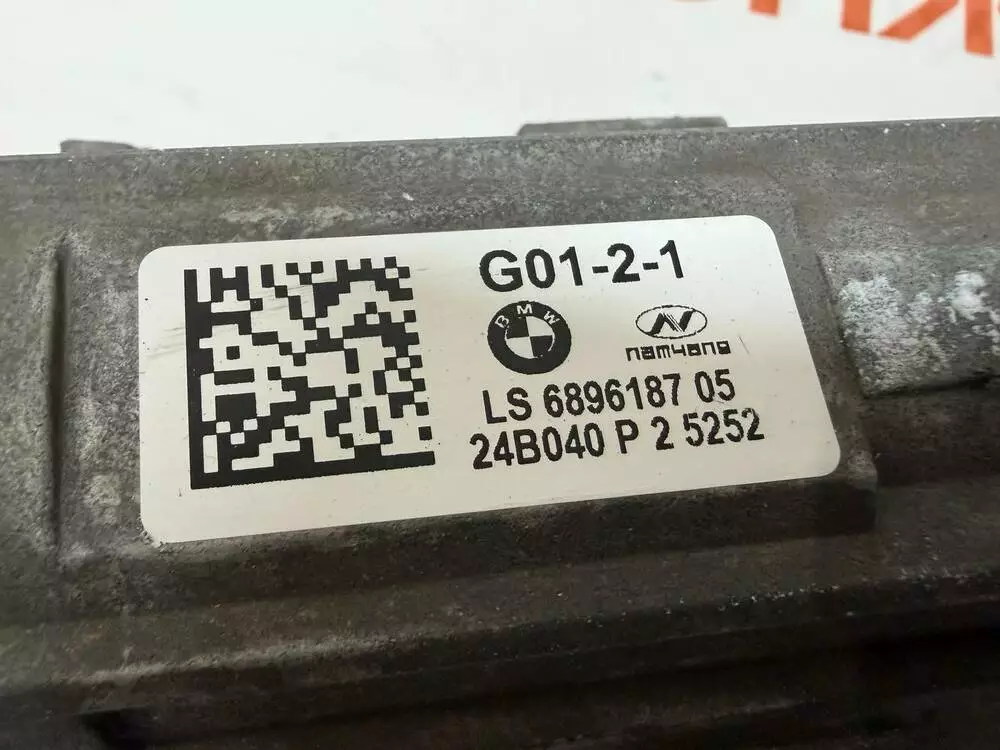 G01-2-1
BMW
namyang
LS 6896187 05
24B040 P 2 5252